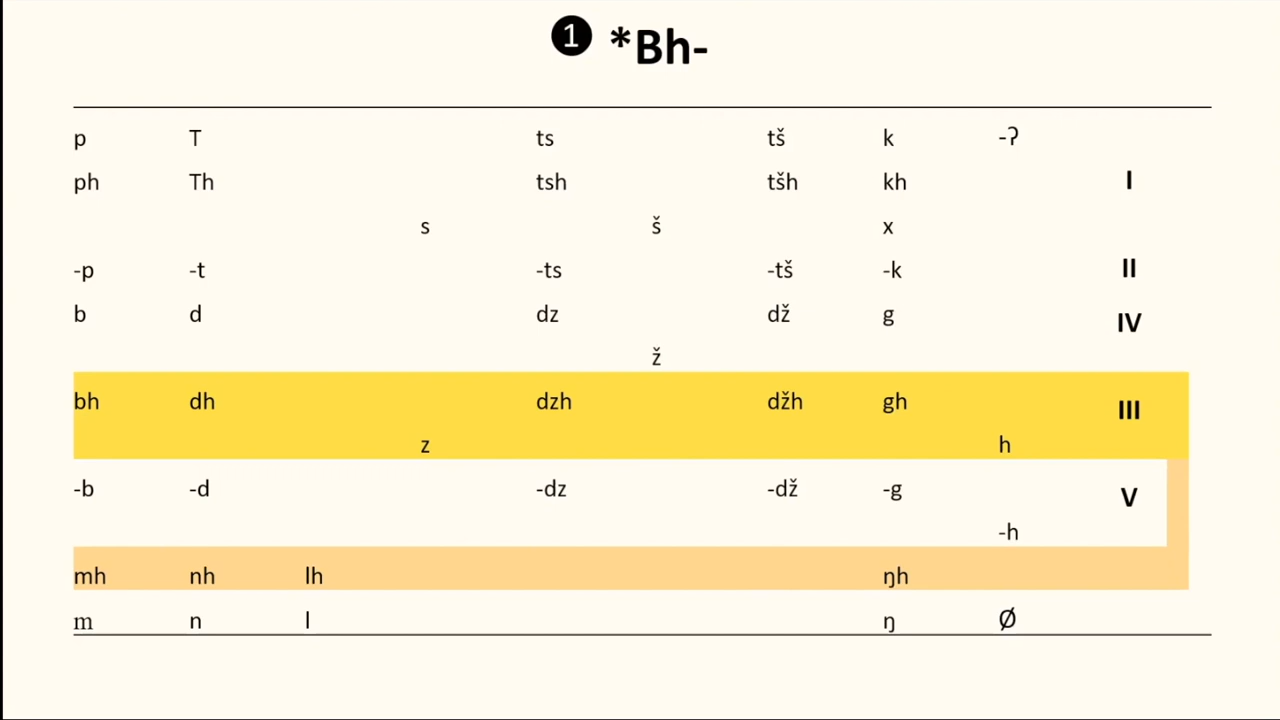 ❶ *Bh-
p T ts tš k -ʔ
ph Th tsh tšh kh I
s š x
-p -t -ts -tš -k II
b d dz dž g IV
ž
bh dh dzh džh gh III
z h
-b -d -dz -dž -g V
-h
mh nh lh ŋh
m n l ŋ Ø